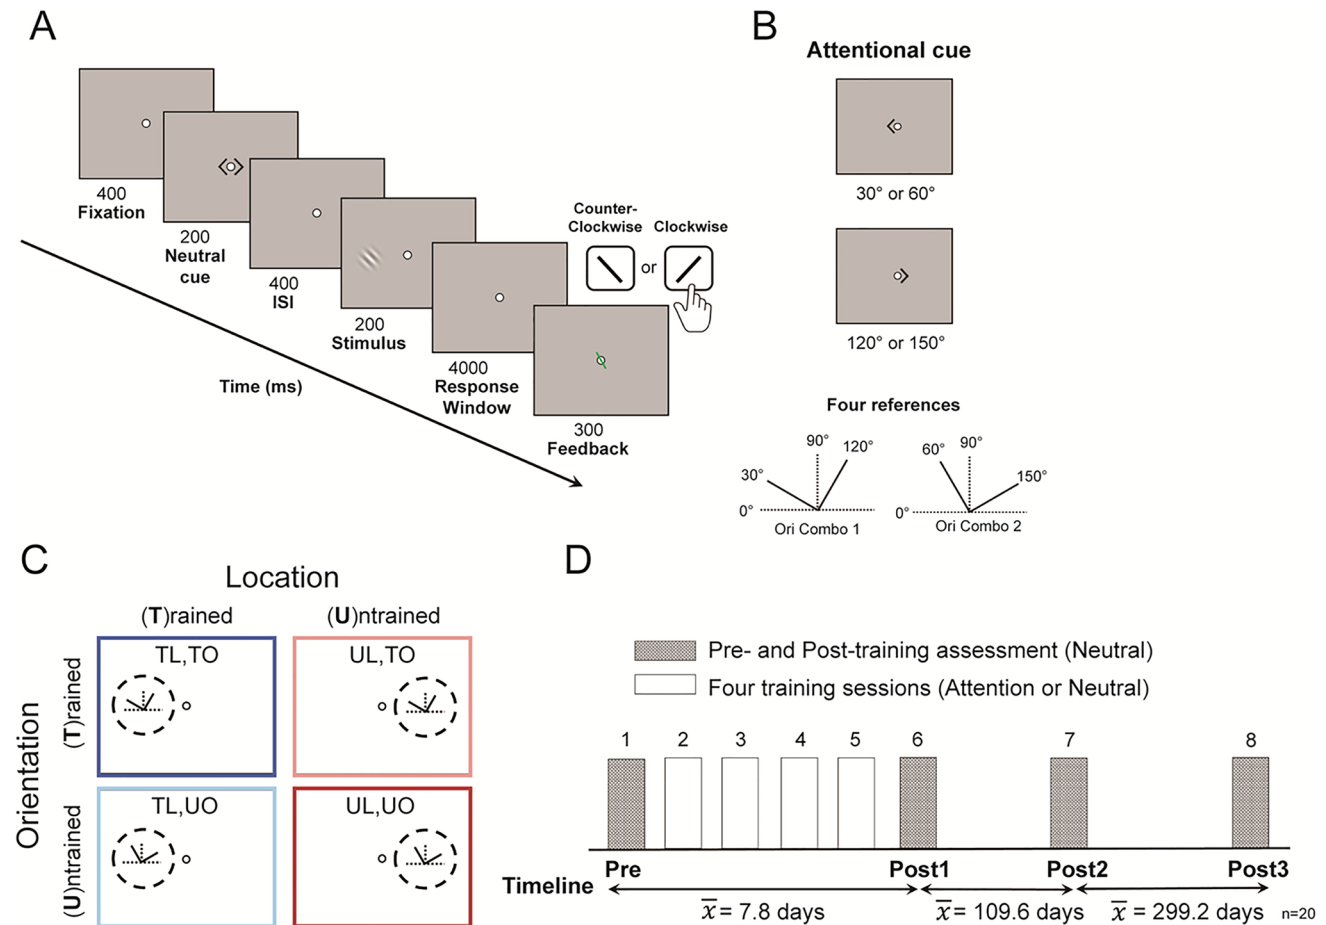 A
400
Fixation
200
Neutral
cue
400
ISI
200
Stimulus
4000
Response
Window
300
Feedback
Time (ms)
Counter-
Clockwise Clockwise
or
B
Attentional cue
30° or 60°
120° or 150°
Four references
30°
90°
120°
0°
Ori Combo 1
60°
90°
150°
0°
Ori Combo 2
C
Location
(T)rained (U)ntrained
Orientation
(T)rained
(U)ntrained
TL,TO UL,TO
TL,UO UL,UO
D
Pre- and Post-training assessment (Neutral)
Four training sessions (Attention or Neutral)
1 2 3 4 5 6 7 8
Pre Post1 Post2 Post3
Timeline
x̅ = 7.8 days x̅ = 109.6 days x̅ = 299.2 days n=20